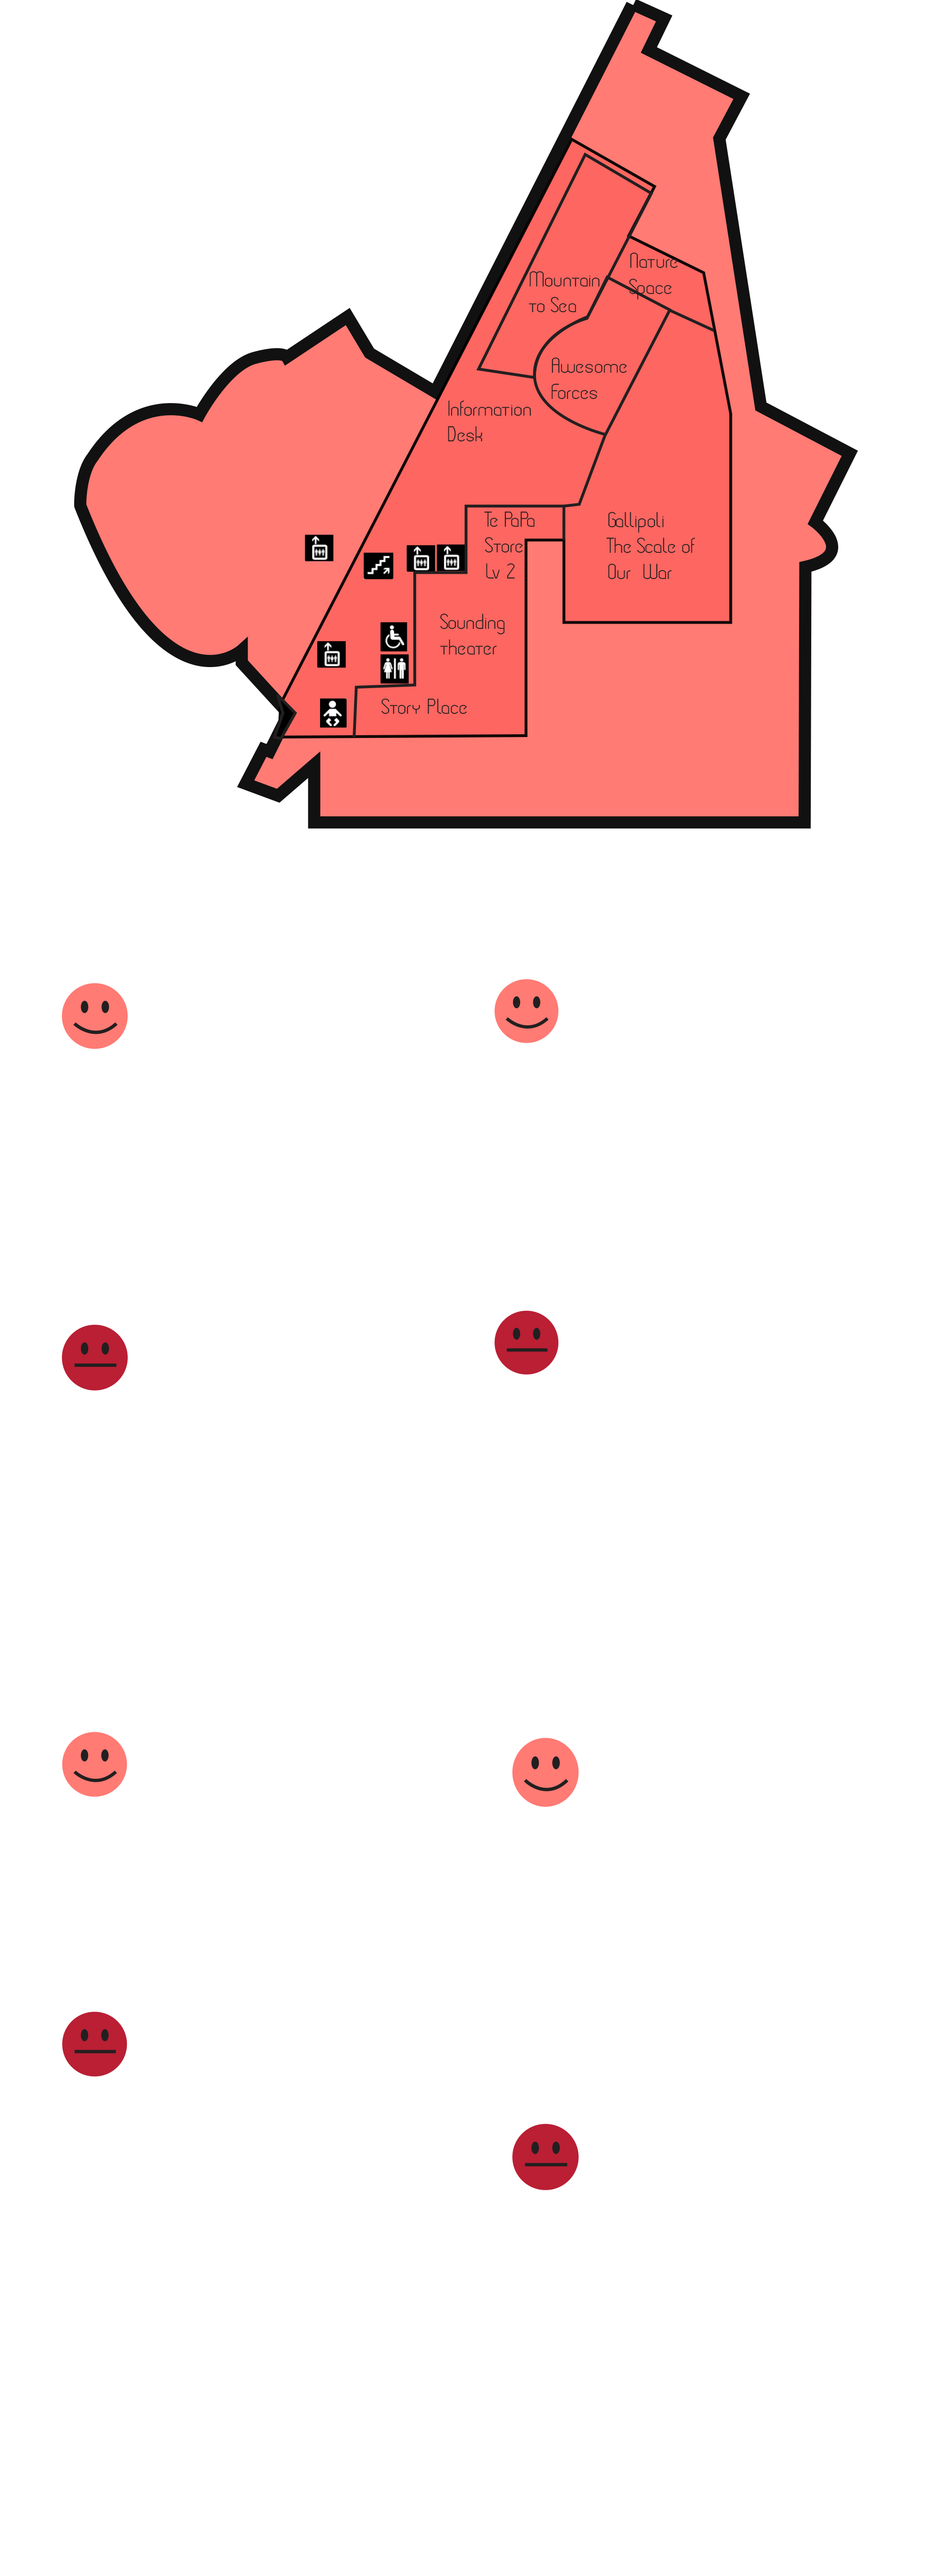 Nature
Space
Mountain
to Sea
Awesome
Forces
Information
Desk
Te PaPa
Store
Lv 2
Gallipoli
The Scale of
Our War
Sounding
theater
Story Place